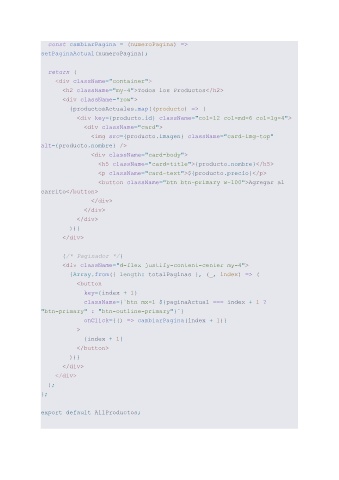 const cambiarPagina = (numeroPagina) =>
setPaginaActual(numeroPagina);
return (
<div className="container">
<h2 className="my-4">Todos los Productos</h2>
<div className="row">
{productosActuales.map((producto) => (
<div key={producto.id} className="col-12 col-md-6 col-lg-4">
<div className="card">
<img src={producto.imagen} className="card-img-top"
alt={producto.nombre} />
<div className="card-body">
<h5 className="card-title">{producto.nombre}</h5>
<p className="card-text">${producto.precio}</p>
<button className="btn btn-primary w-100">Agregar al
carrito</button>
</div>
</div>
</div>
))}
</div>
{/* Paginador */}
<div className="d-flex justify-content-center my-4">
{Array.from({ length: totalPaginas }, (_, index) => (
<button
key={index + 1}
className={`btn mx-1 ${paginaActual === index + 1 ?
"btn-primary" : "btn-outline-primary"}`}
onClick={() => cambiarPagina(index + 1)}
>
{index + 1}
</button>
))}
</div>
</div>
);
};
export default AllProductos;